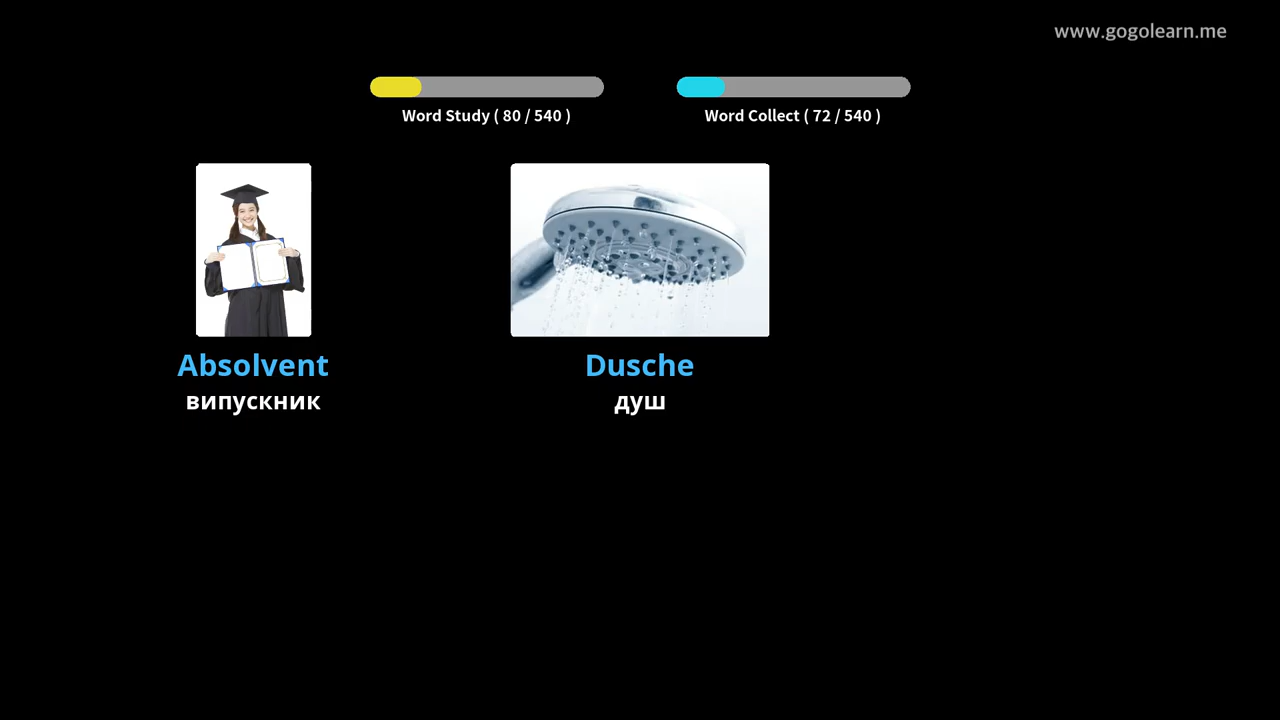 www.gogolearn.me
Word Study ( 80 / 540 )
Word Collect ( 72 / 540 )
Absolvent
випускник
Dusche
душ